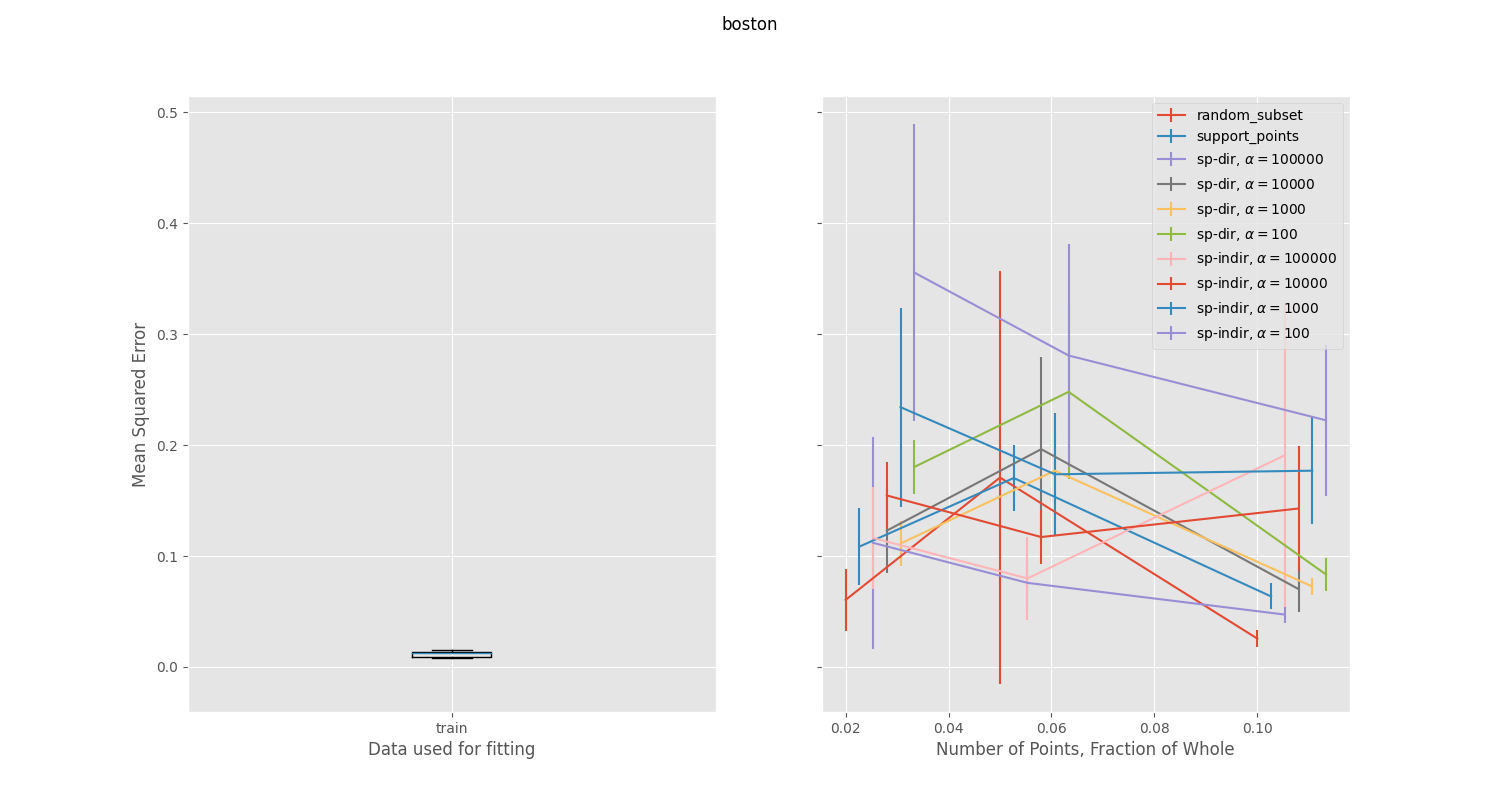 boston
0.5
0.4
0.3
0.2
0.1
0.0
Mean Squared Error
train
Data used for fitting
random_subset
support_points
sp-dir, α = 100000
sp-dir, α = 10000
sp-dir, α = 1000
sp-dir, α = 100
sp-indir, α = 100000
sp-indir, α = 10000
sp-indir, α = 1000
sp-indir, α = 100
0.02 0.04 0.06 0.08 0.10
Number of Points, Fraction of Whole